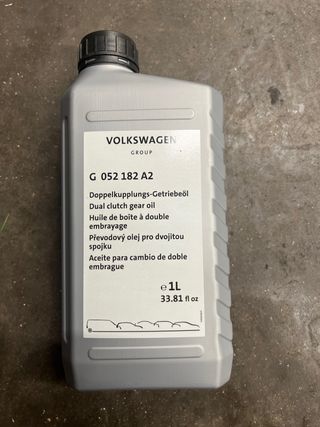 VOLKSWAGEN
GROUP
G 052 182 A2
Doppelkupplungs-Getriebeöl
Dual clutch gear oil
Huile de boîte à double
embrayage
Převodový olej pro dvojitou
spojku
Aceite para cambio de doble
embrague
℮ 1L
33.81 fl oz